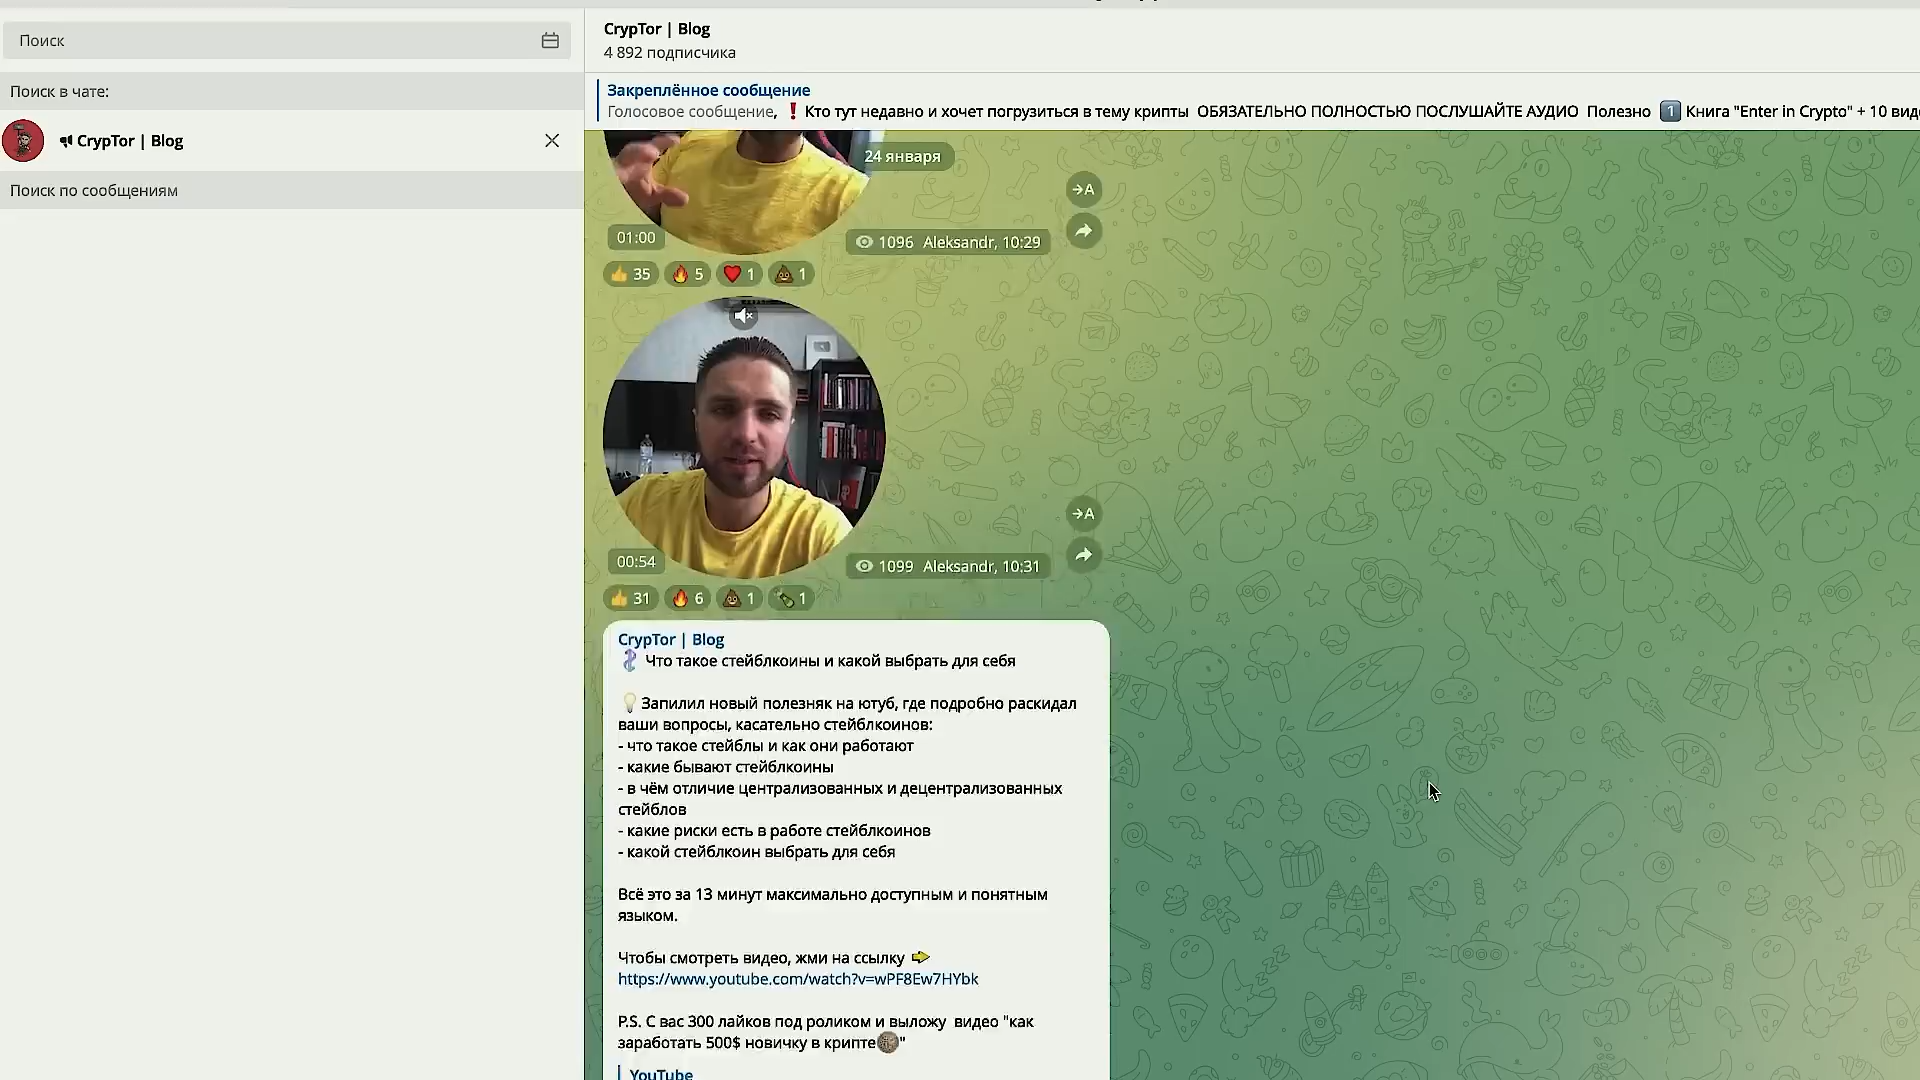 Поиск
Поиск в чате:
CrypTor | Blog
Поиск по сообщениям
CrypTor | Blog
4 892 подписчика
Закреплённое сообщение
Голосовое сообщение, ❗ Кто тут недавно и хочет погрузиться в тему крипты ОБЯЗАТЕЛЬНО ПОЛНОСТЬЮ ПОСЛУШАЙТЕ АУДИО Полезно 1️⃣ Книга "Enter in Crypto" + 10 виде
24 января
01:00
1096 Aleksandr, 10:29
👍 35 🔥 5 ❤️ 1 💩 1
00:54
1099 Aleksandr, 10:31
👍 31 🔥 6 💩 1 🍾 1
CrypTor | Blog
Что такое стейблкоины и какой выбрать для себя
💡Запилил новый полезняк на ютуб, где подробно раскидал
ваши вопросы, касательно стейблкоинов:
- что такое стейблы и как они работают
- какие бывают стейблкоины
- в чём отличие централизованных и децентрализованных
стейблов
- какие риски есть в работе стейблкоинов
- какой стейблкоин выбрать для себя
Всё это за 13 минут максимально доступным и понятным
языком.
Чтобы смотреть видео, жми на ссылку
https://www.youtube.com/watch?v=wPF8Ew7HYbk
P.S. С вас 300 лайков под роликом и выложу видео "как
заработать 500$ новичку в крипте"
YouTube